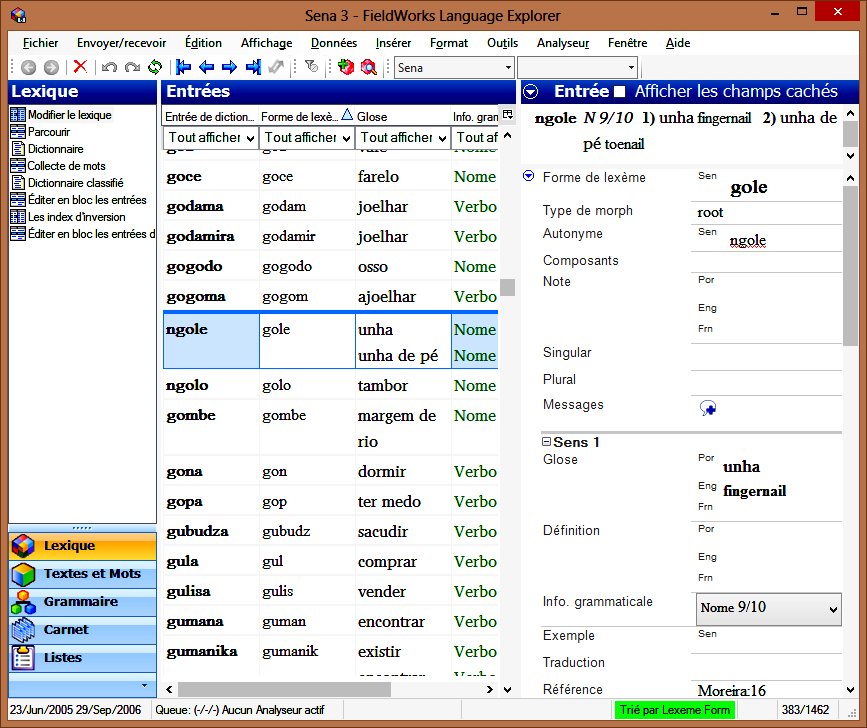 Sena 3 - FieldWorks Language Explorer
Fichier Envoyer/recevoir Édition Affichage Données Insérer Format Outils Analyseur Fenêtre Aide
Sena
Lexique
Modifier le lexique
Parcourir
Dictionnaire
Collecte de mots
Dictionnaire classifié
Éditer en bloc les entrées
Les index d'inversion
Éditer en bloc les entrées d
Lexique
Textes et Mots
Grammaire
Carnet
Listes
Entrées
Entrée de diction... Forme de lexè... Glose Info. gran
Tout afficher Tout afficher Tout afficher Tout af
goce goce farelo Nome
godama godam joelhar Verbo
godamira godamir joelhar Verbo
gogodo gogodo osso Nome
gogoma gogom ajoelhar Verbo
ngole gole unha Nome
unha de pé Nome
ngolo golo tambor Nome
gombe gombe margem de Nome
rio
gona gon dormir Verbo
gopa gop ter medo Verbo
gubudza gubudz sacudir Verbo
gula gul comprar Verbo
gulisa gulis vender Verbo
gumana guman encontrar Verbo
gumanika gumanik existir Verbo
encontrar Verbo
Entrée Afficher les champs cachés
ngole N 9/10 1) unha fingernail 2) unha de
pé toenail
Forme de lexème Sen gole
Type de morph root
Autonyme Sen ngole
Composants
Note Por
Eng
Frn
Singular
Plural
Messages
Sens 1
Glose Por unha
Eng fingernail
Frn
Définition Por
Eng
Frn
Info. grammaticale Nome 9/10
Exemple Sen
Traduction
Référence Moreira:16
23/Jun/2005 29/Sep/2006 Queue: (-/-/-) Aucun Analyseur actif Trié par Lexeme Form 383/1462